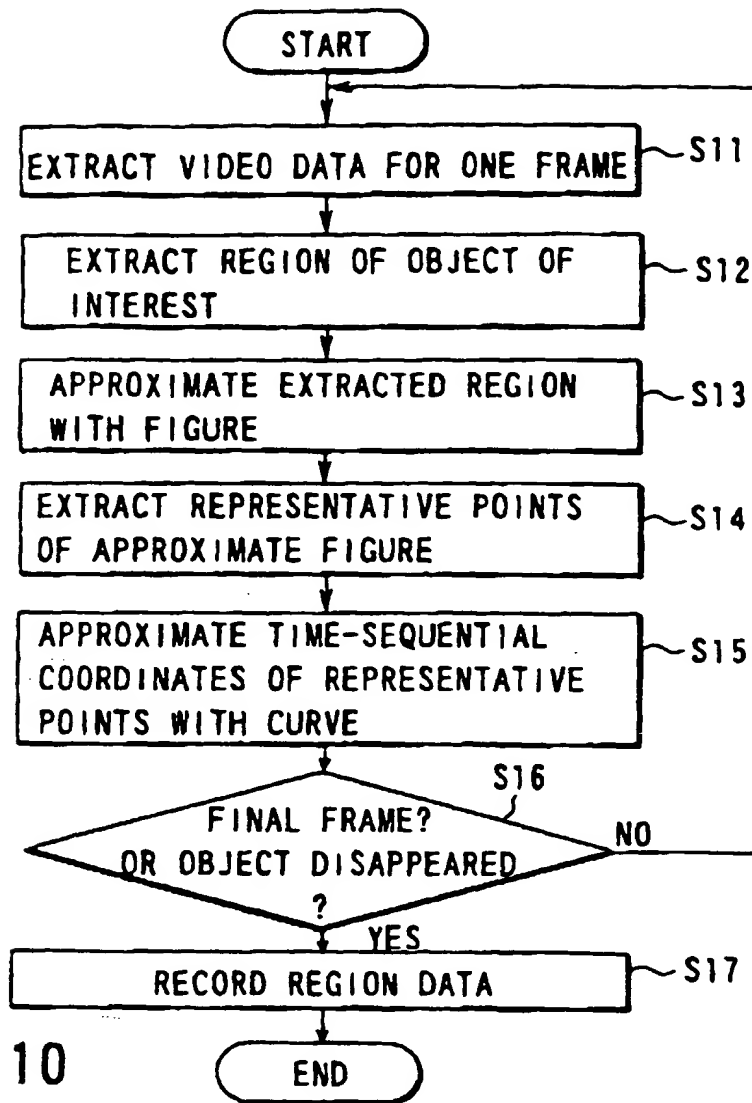 START
EXTRACT VIDEO DATA FOR ONE FRAME
S11
EXTRACT REGION OF OBJECT OF
INTEREST
S12
APPROXIMATE EXTRACTED REGION
WITH FIGURE
S13
EXTRACT REPRESENTATIVE POINTS
OF APPROXIMATE FIGURE
S14
APPROXIMATE TIME-SEQUENTIAL
COORDINATES OF REPRESENTATIVE
POINTS WITH CURVE
S15
S16
FINAL FRAME?
OR OBJECT DISAPPEARED
?
NO
YES
RECORD REGION DATA
S17
10
END